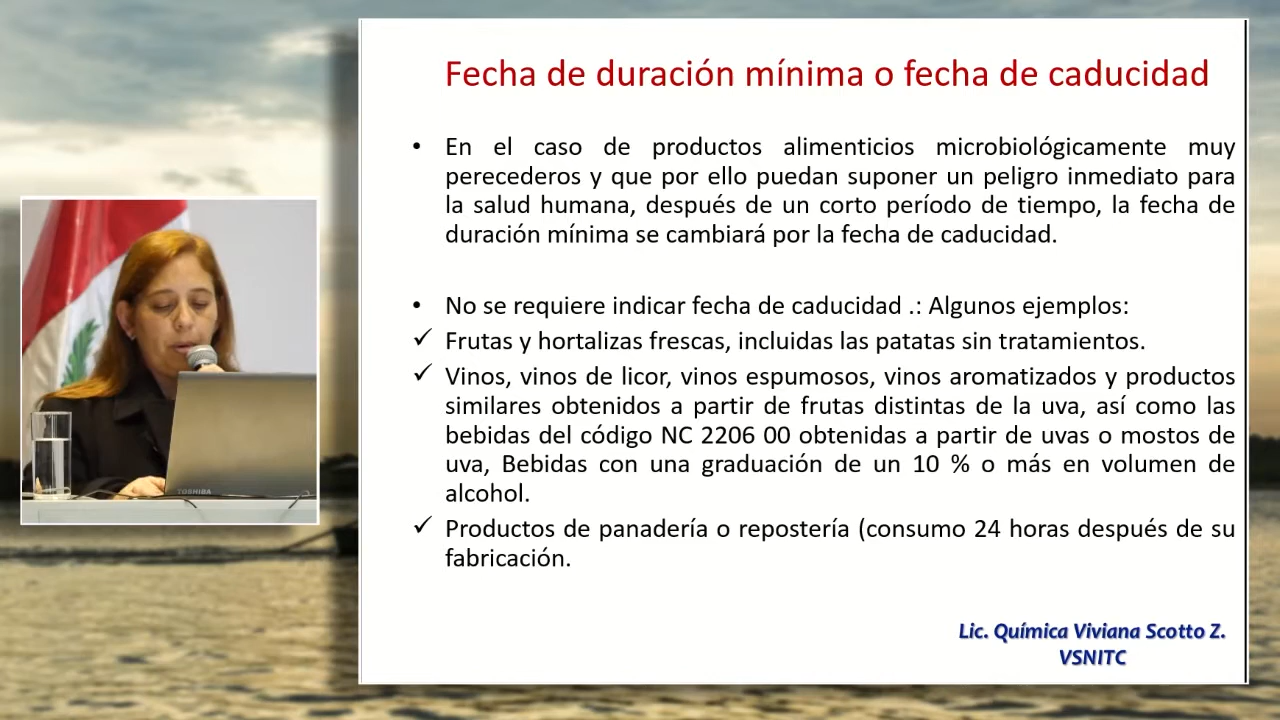 Fecha de duración mínima o fecha de caducidad
• En el caso de productos alimenticios microbiológicamente muy
perecederos y que por ello puedan suponer un peligro inmediato para
la salud humana, después de un corto período de tiempo, la fecha de
duración mínima se cambiará por la fecha de caducidad.
• No se requiere indicar fecha de caducidad .: Algunos ejemplos:
✓ Frutas y hortalizas frescas, incluidas las patatas sin tratamientos.
✓ Vinos, vinos de licor, vinos espumosos, vinos aromatizados y productos
similares obtenidos a partir de frutas distintas de la uva, así como las
bebidas del código NC 2206 00 obtenidas a partir de uvas o mostos de
uva, Bebidas con una graduación de un 10 % o más en volumen de
alcohol.
✓ Productos de panadería o repostería (consumo 24 horas después de su
fabricación.
Lic. Química Viviana Scotto Z.
VSNITC
TOSHIBA